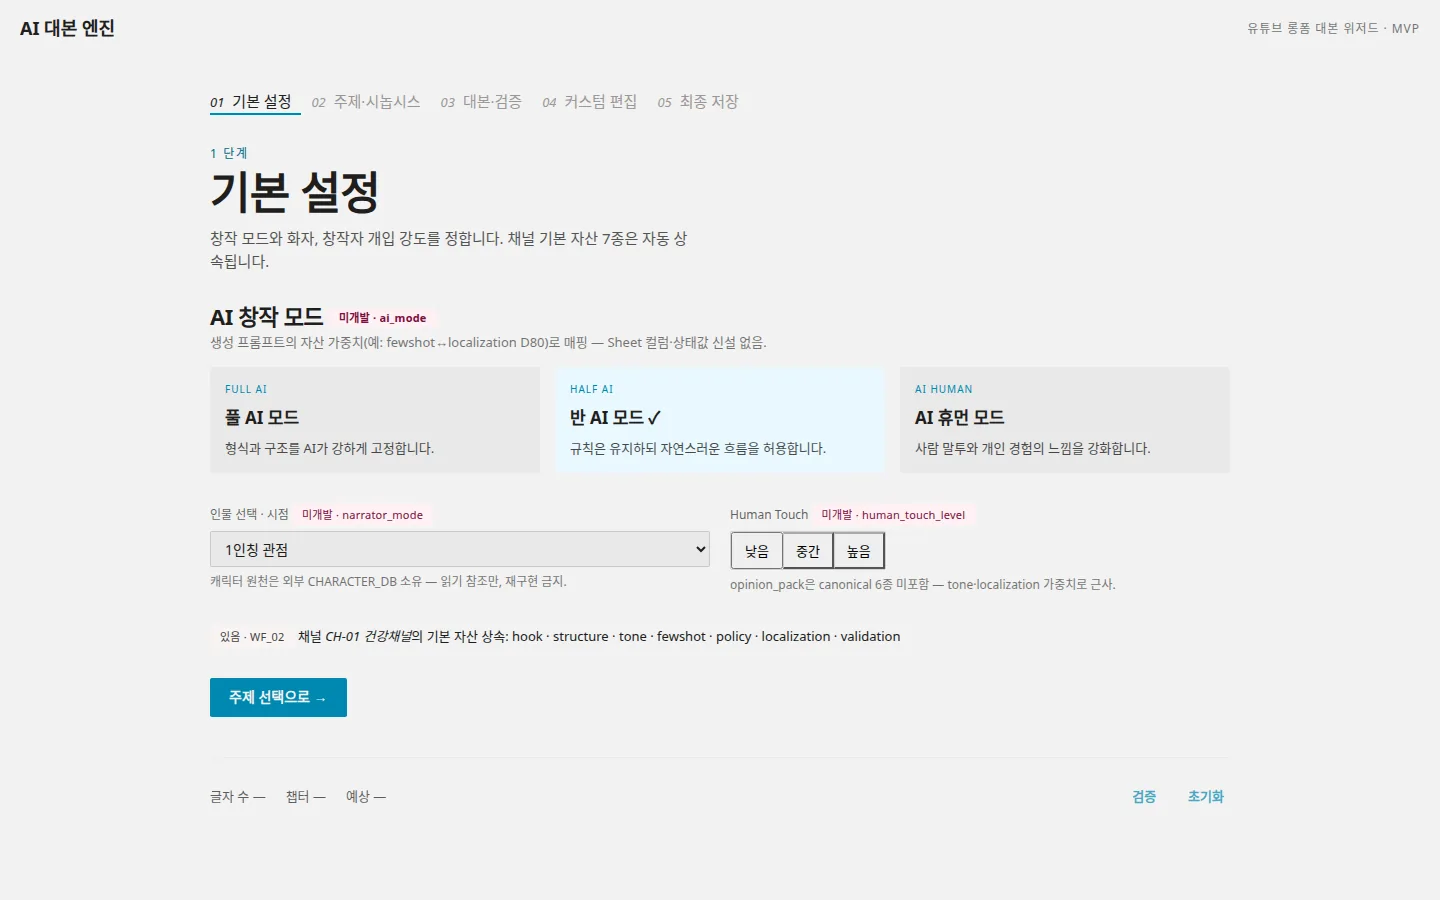 AI 대본 엔진
유튜브 롱폼 대본 위저드 · MVP
01 기본 설정 02 주제·시놉시스 03 대본·검증 04 커스텀 편집 05 최종 저장
1 단계
기본 설정
창작 모드와 화자, 창작자 개입 강도를 정합니다. 채널 기본 자산 7종은 자동 상
속됩니다.
AI 창작 모드 미개발 · ai_mode
생성 프롬프트의 자산 가중치(예: fewshot↔localization D80)로 매핑 — Sheet 컬럼·상태값 신설 없음.
FULL AI
풀 AI 모드
형식과 구조를 AI가 강하게 고정합니다.
HALF AI
반 AI 모드 ✓
규칙은 유지하되 자연스러운 흐름을 허용합니다.
AI HUMAN
AI 휴먼 모드
사람 말투와 개인 경험의 느낌을 강화합니다.
인물 선택 · 시점 미개발 · narrator_mode
1인칭 관점
캐릭터 원천은 외부 CHARACTER_DB 소유 — 읽기 참조만, 재구현 금지.
Human Touch 미개발 · human_touch_level
낮음 중간 높음
opinion_pack은 canonical 6종 미포함 — tone·localization 가중치로 근사.
있음 · WF_02 채널 CH-01 건강채널의 기본 자산 상속: hook · structure · tone · fewshot · policy · localization · validation
주제 선택으로 →
글자 수 — 챕터 — 예상 —
검증 초기화